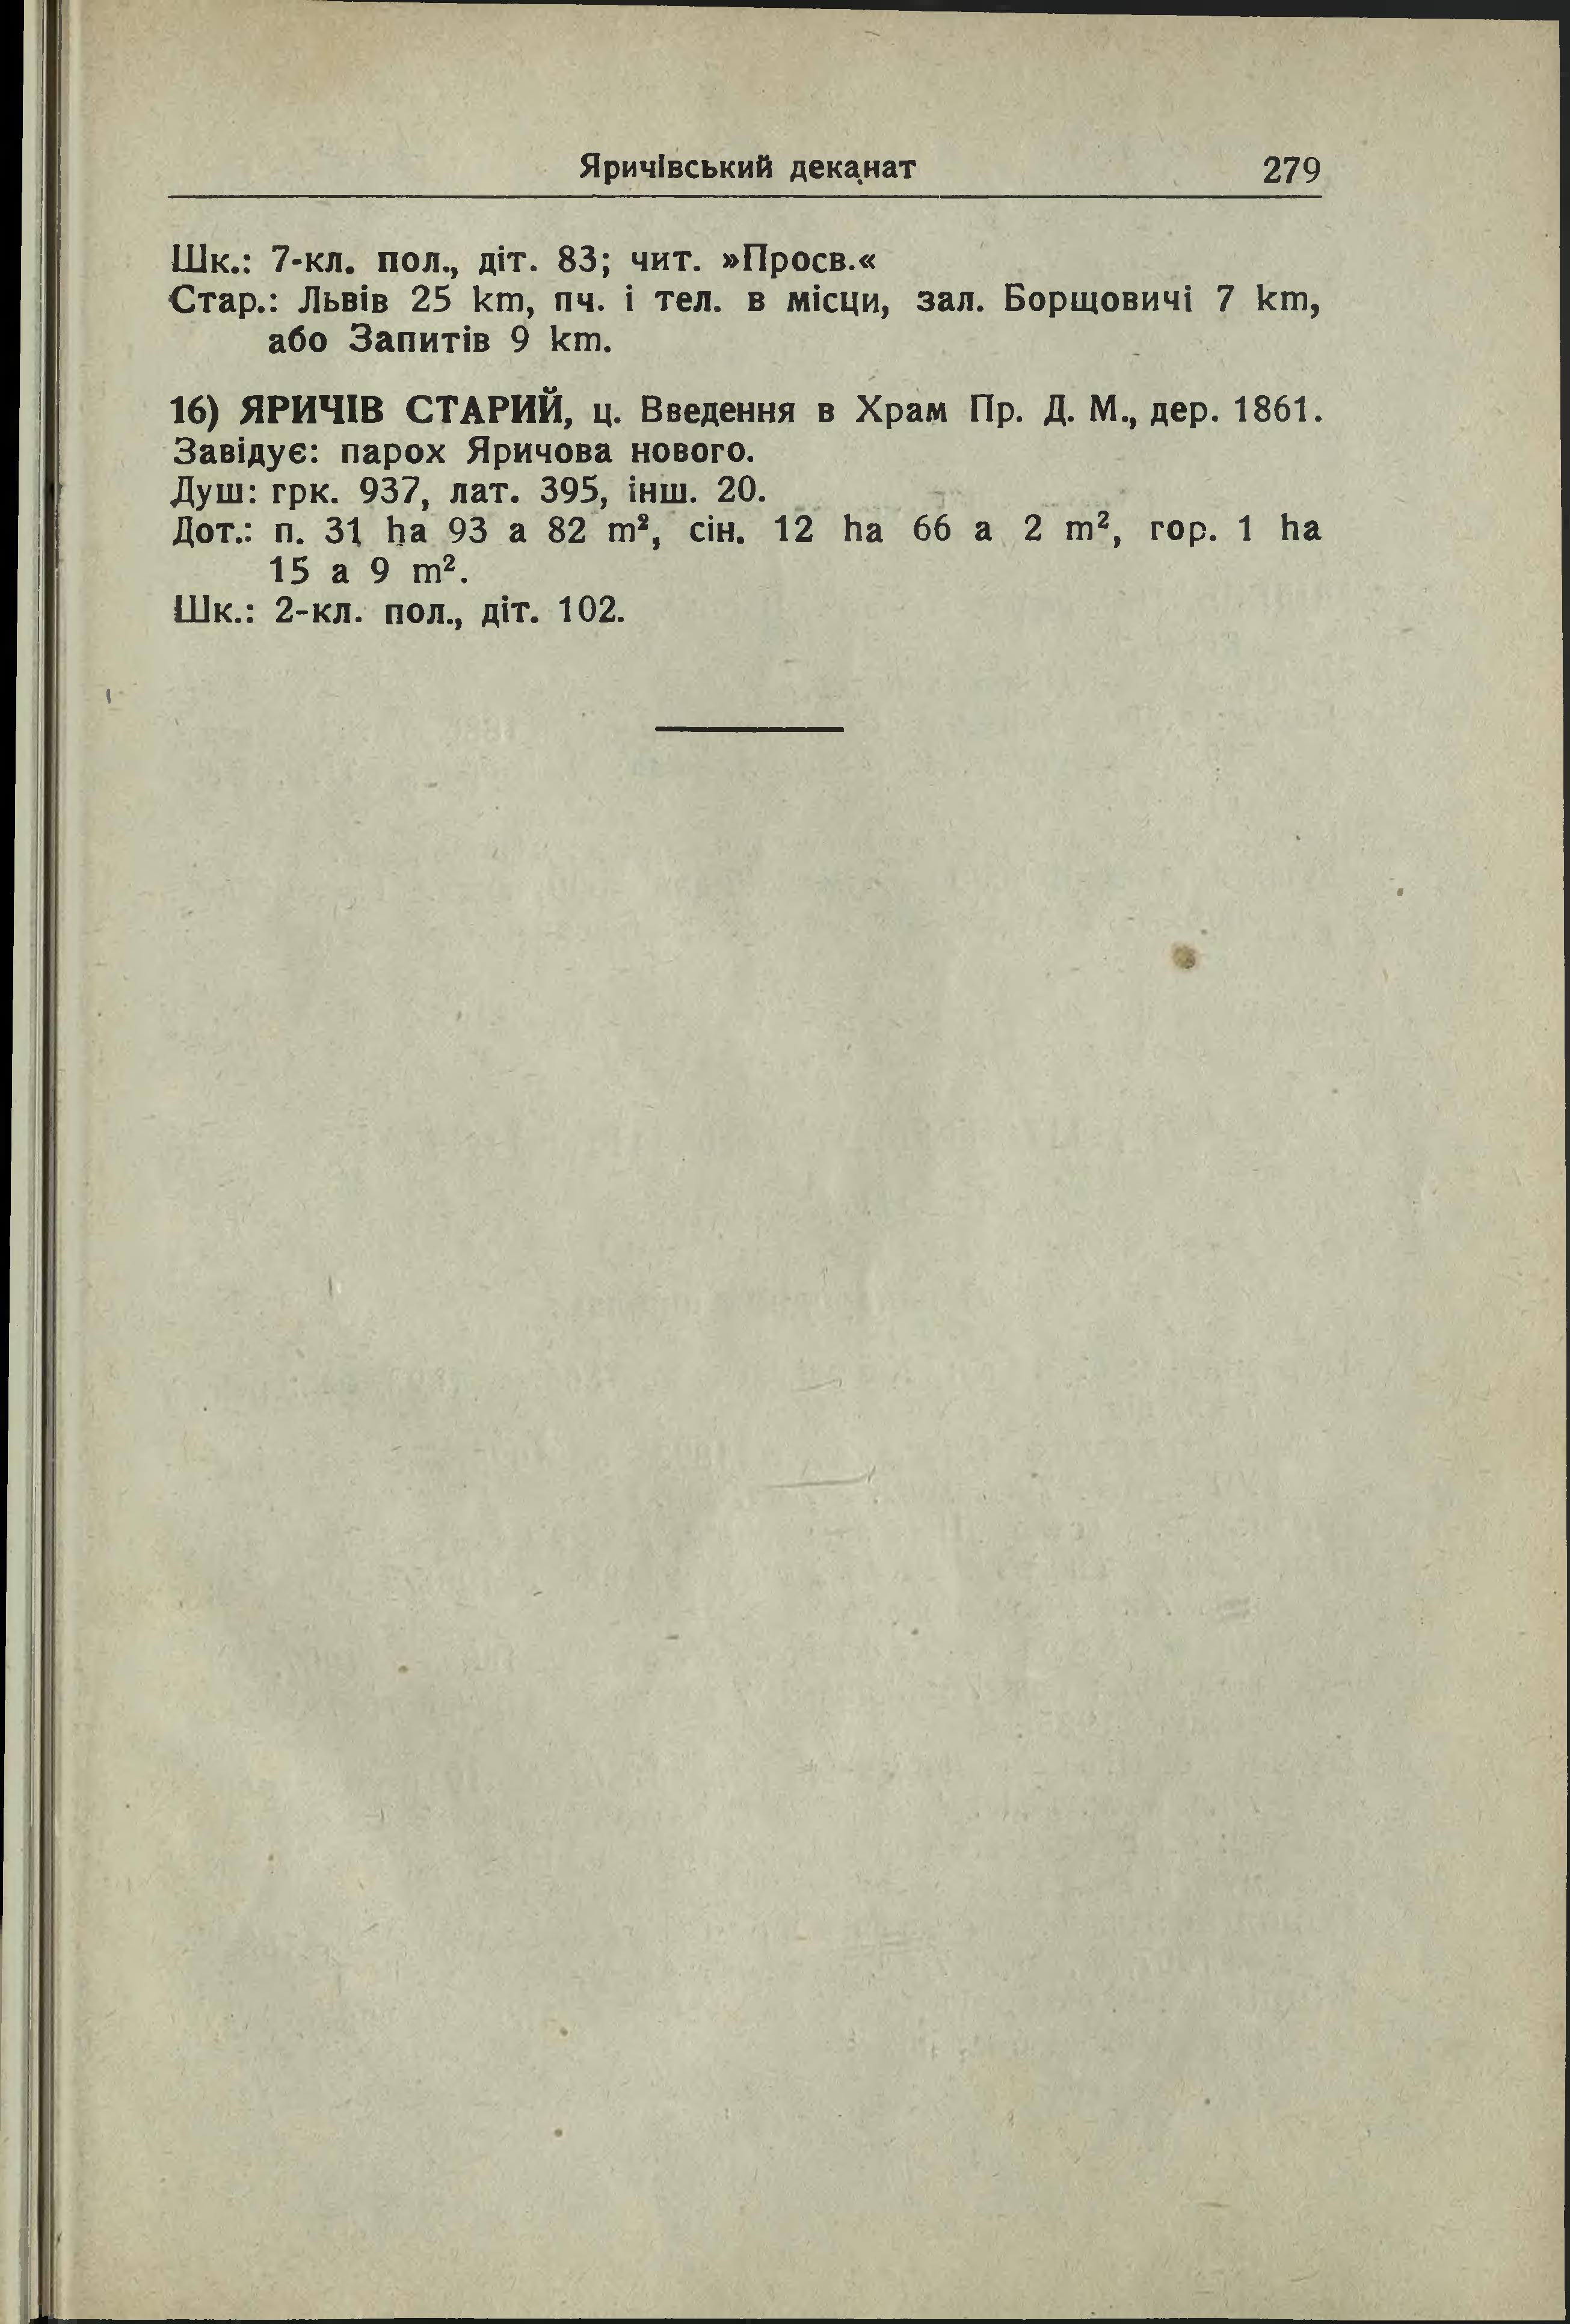 Яричівський деканат 279
Шк.: 7-кл. пол., діт. 83; чит. »Просв.«
Стар.: Львів 25 km, пч. і тел. в місци, зал. Борщовичі 7 km,
або Запитів 9 km.
16) ЯРИЧІВ СТАРИЙ, ц. Введення в Храм Пр. Д. М., дер. 1861.
Завідує: парох Яричова нового.
Душ: грк. 937, лат. 395, інш. 20.
Дот.: п. 31 ha 93 a 82 m², сін. 12 ha 66 a 2 m², гор. 1 ha
15 a 9 m².
Шк.: 2-кл. пол., діт. 102.